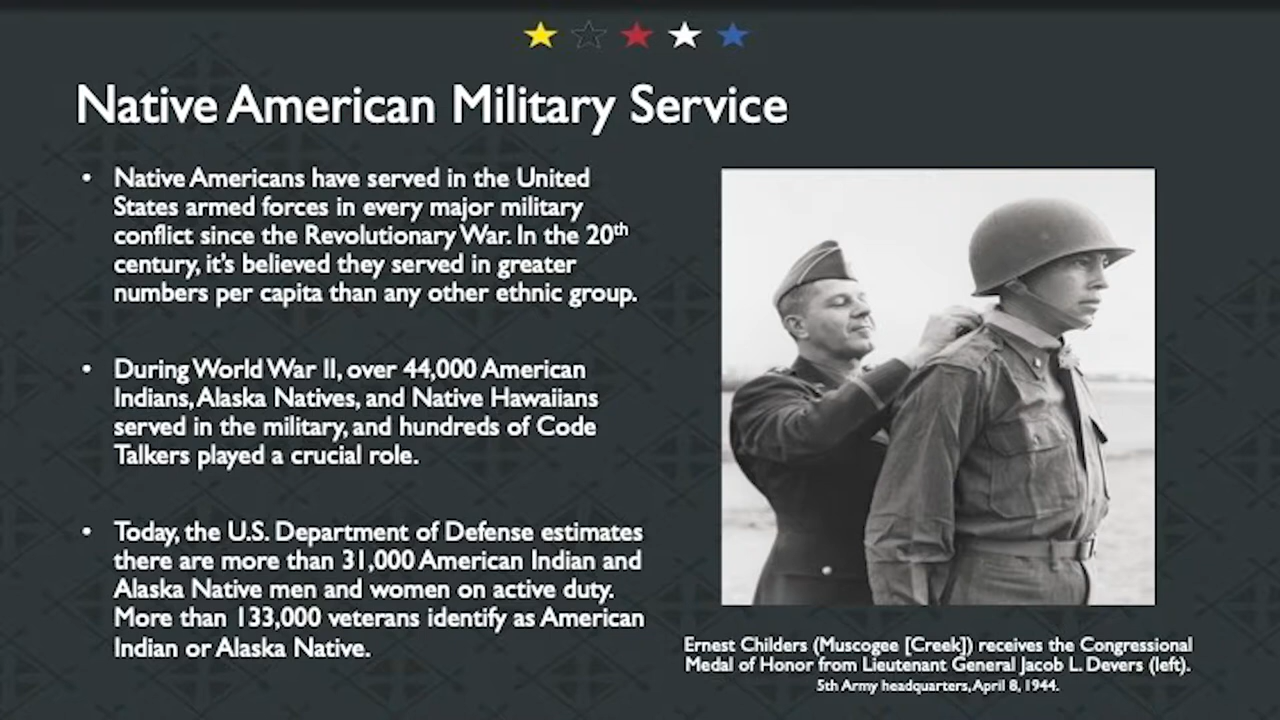 Native American Military Service
• Native Americans have served in the United
States armed forces in every major military
conflict since the Revolutionary War. In the 20th
century, it's believed they served in greater
numbers per capita than any other ethnic group.
• During World War II, over 44,000 American
Indians, Alaska Natives, and Native Hawaiians
served in the military, and hundreds of Code
Talkers played a crucial role.
• Today, the U.S. Department of Defense estimates
there are more than 31,000 American Indian and
Alaska Native men and women on active duty.
More than 133,000 veterans identify as American
Indian or Alaska Native.
Ernest Childers (Muscogee [Creek]) receives the Congressional
Medal of Honor from Lieutenant General Jacob L. Devers (left).
5th Army headquarters, April 8, 1944.